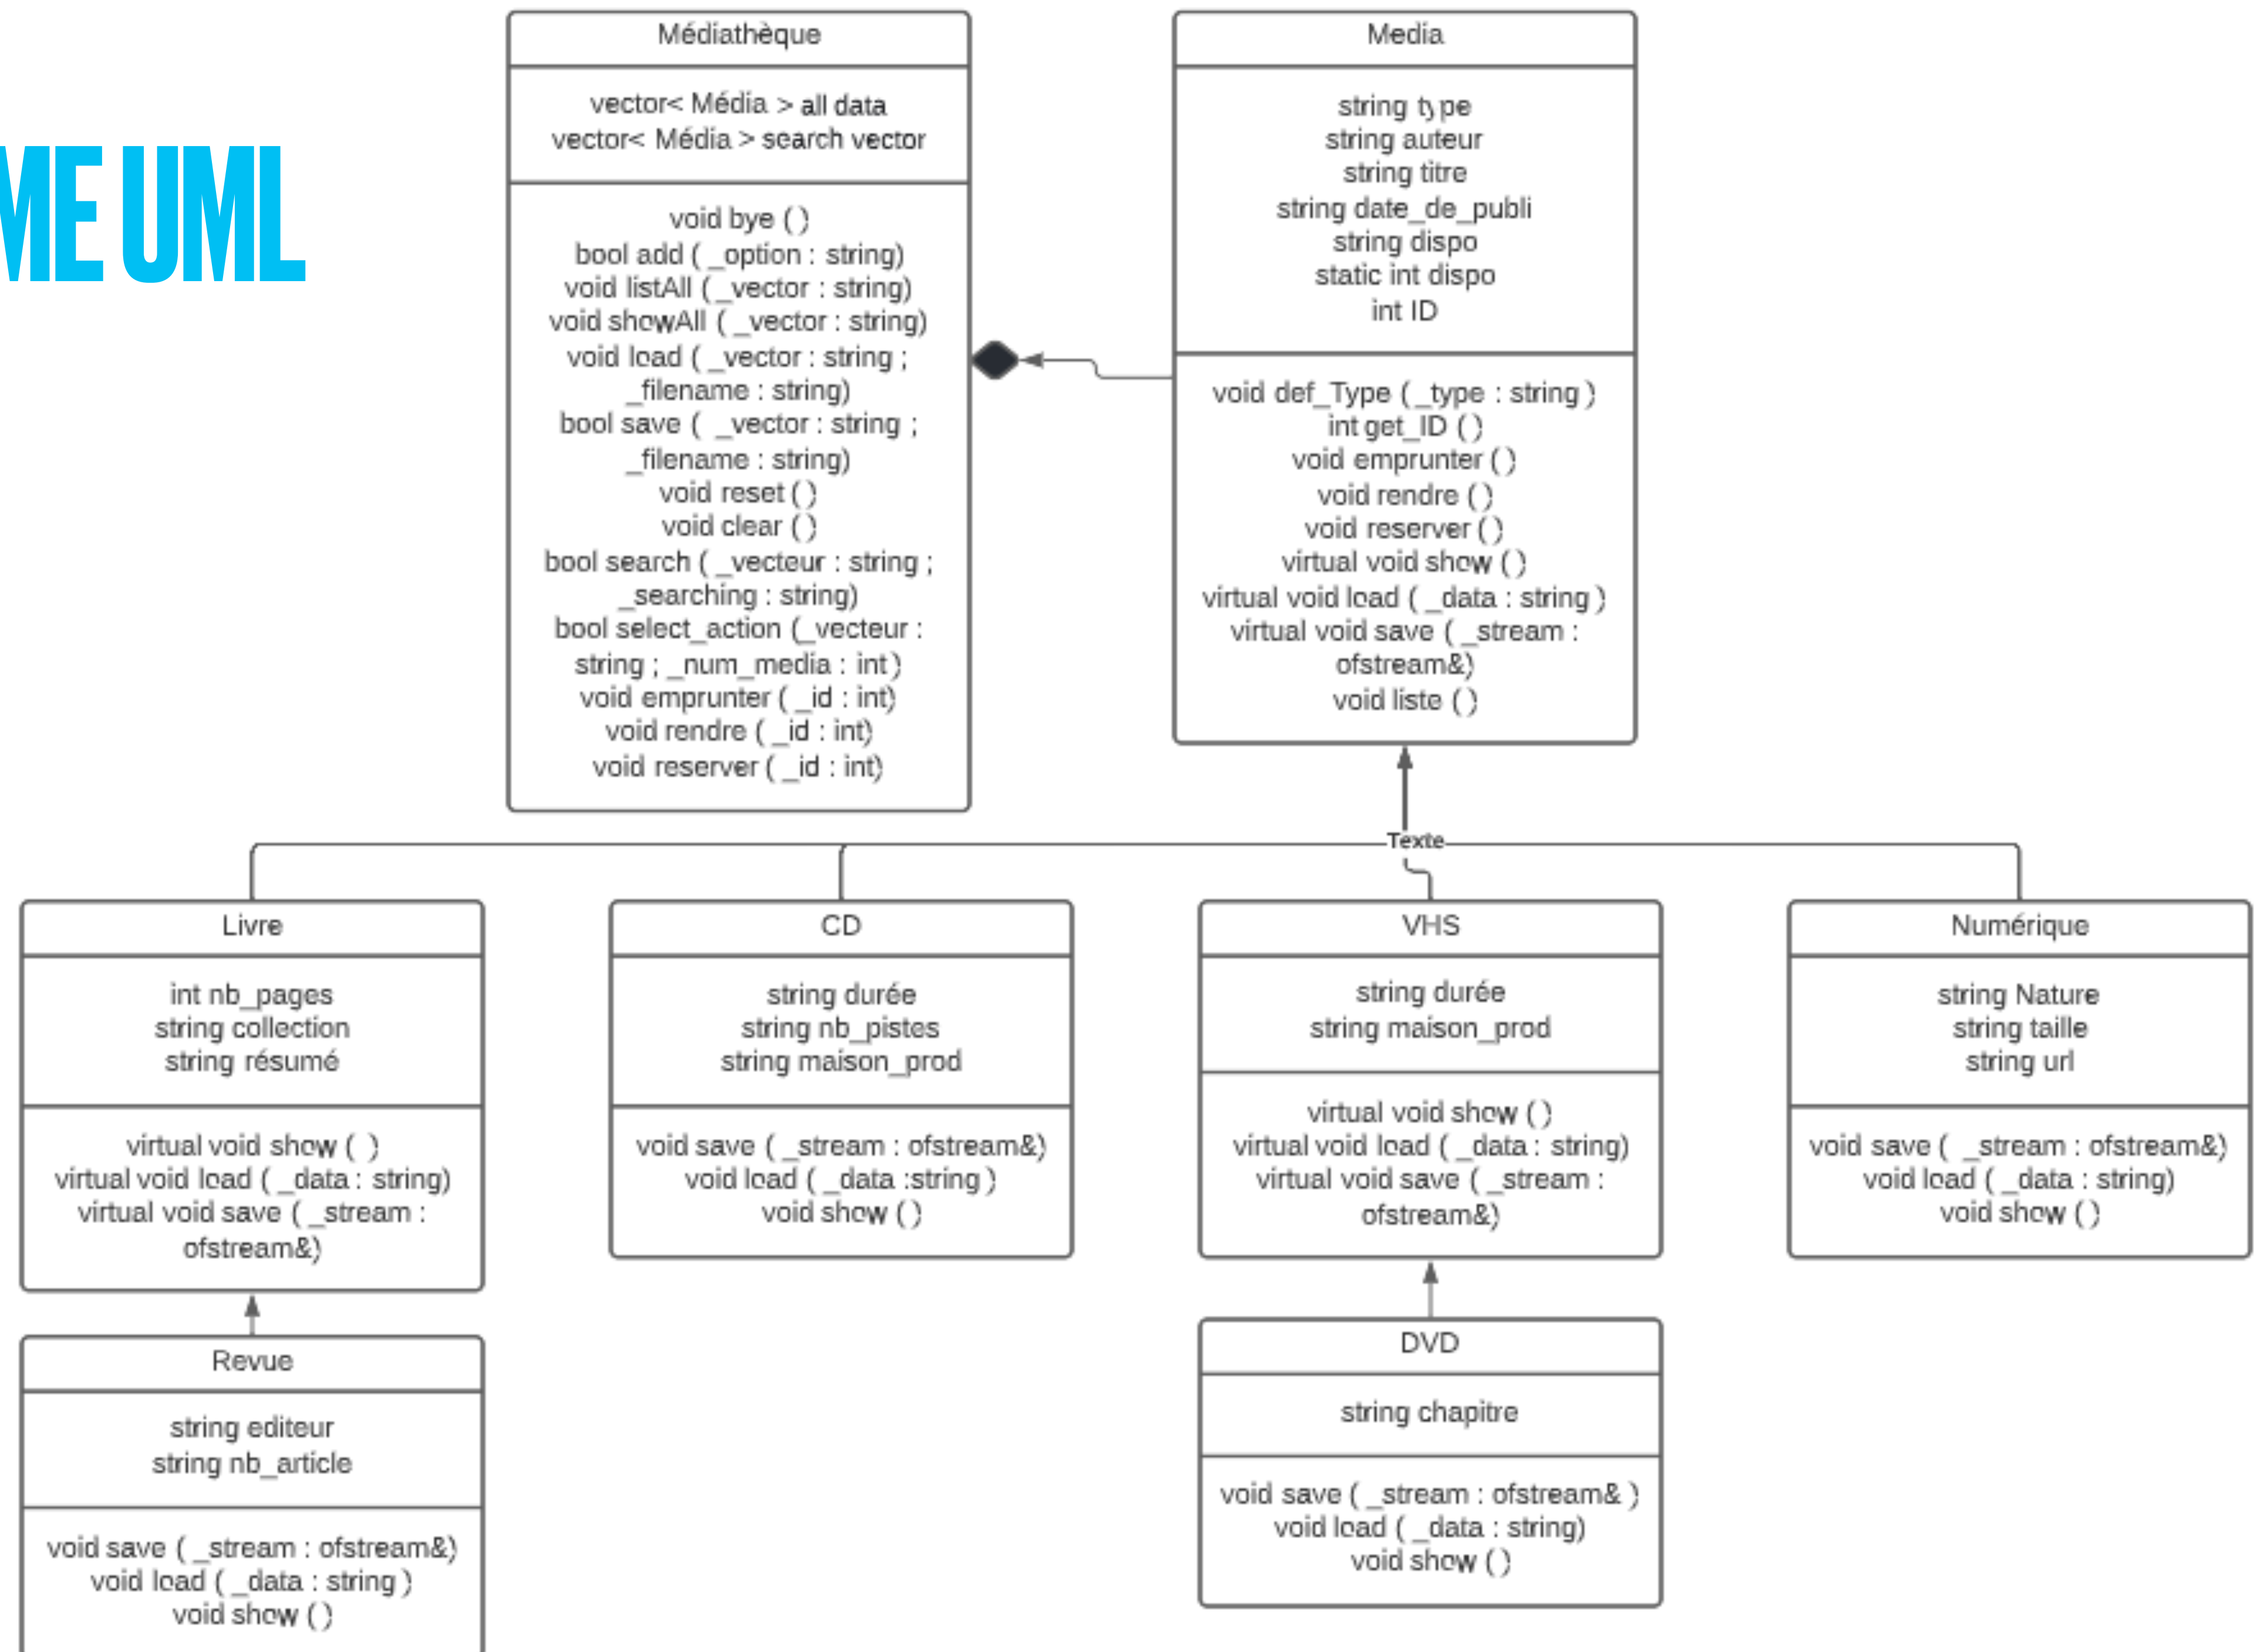 ME UML
Médiathèque
vector< Média > all data
vector< Média > search vector
void bye ( )
bool add ( _option : string)
void listAll ( _vector : string)
void showAll ( _vector : string)
void load ( _vector : string ;
_filename : string)
bool save ( _vector : string ;
_filename : string)
void reset ( )
void clear ( )
bool search ( _vecteur : string ;
_searching : string)
bool select_action (_vecteur :
string ; _num_media : int )
void emprunter ( _id : int)
void rendre ( _id : int)
void reserver ( _id : int)
Media
string type
string auteur
string titre
string date_de_publi
string dispo
static int dispo
int ID
void def_Type ( _type : string )
int get_ID ( )
void emprunter ( )
void rendre ( )
void reserver ( )
virtual void show ( )
virtual void load ( _data : string )
virtual void save ( _stream :
ofstream&)
void liste ( )
Texte
Livre
int nb_pages
string collection
string résumé
virtual void show ( )
virtual void load ( _data : string)
virtual void save ( _stream :
ofstream&)
CD
string durée
string nb_pistes
string maison_prod
void save ( _stream : ofstream&)
void load ( _data :string )
void show ( )
VHS
string durée
string maison_prod
virtual void show ( )
virtual void load ( _data : string)
virtual void save ( _stream :
ofstream&)
Numérique
string Nature
string taille
string url
void save ( _stream : ofstream&)
void load ( _data : string)
void show ( )
Revue
string editeur
string nb_article
void save ( _stream : ofstream&)
void load ( _data : string )
void show ( )
DVD
string chapitre
void save ( _stream : ofstream& )
void load ( _data : string)
void show ( )